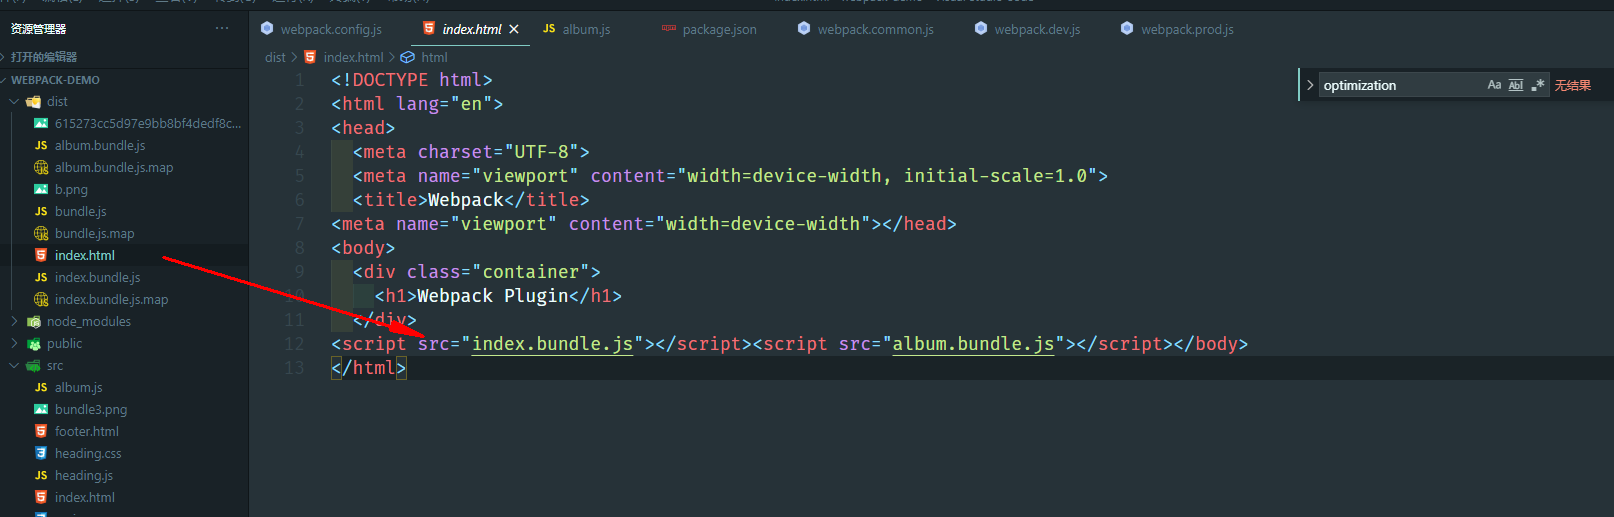 资源管理器 ···
打开的编辑器
WEBPACK-DEMO
dist
615273cc5d97e9bb8bf4dedf8c...
album.bundle.js
album.bundle.js.map
b.png
bundle.js
bundle.js.map
index.html
index.bundle.js
index.bundle.js.map
node_modules
public
src
album.js
bundle3.png
footer.html
heading.css
heading.js
index.html
webpack.config.js index.html album.js package.json webpack.common.js webpack.dev.js webpack.prod.js
dist > index.html > html
optimization Aa Abl .* 无结果
1 <!DOCTYPE html>
2 <html lang="en">
3 <head>
4 <meta charset="UTF-8">
5 <meta name="viewport" content="width=device-width, initial-scale=1.0">
6 <title>Webpack</title>
7 <meta name="viewport" content="width=device-width"></head>
8 <body>
9 <div class="container">
10 <h1>Webpack Plugin</h1>
11 </div>
12 <script src="index.bundle.js"></script><script src="album.bundle.js"></script></body>
13 </html>